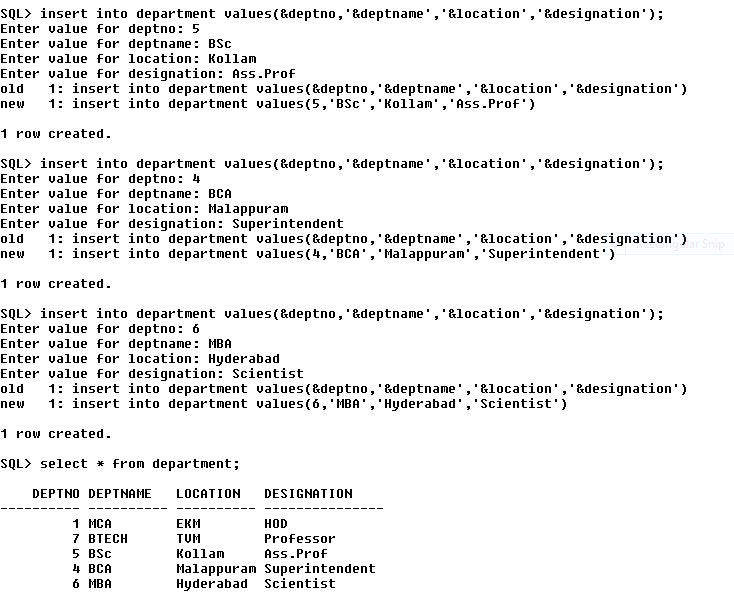 SQL> insert into department values(&deptno,'&deptname','&location','&designation');
Enter value for deptno: 5
Enter value for deptname: BSc
Enter value for location: Kollam
Enter value for designation: Ass.Prof
old   1: insert into department values(&deptno,'&deptname','&location','&designation')
new   1: insert into department values(5,'BSc','Kollam','Ass.Prof')
1 row created.
SQL> insert into department values(&deptno,'&deptname','&location','&designation');
Enter value for deptno: 4
Enter value for deptname: BCA
Enter value for location: Malappuram
Enter value for designation: Superintendent
old   1: insert into department values(&deptno,'&deptname','&location','&designation')
new   1: insert into department values(4,'BCA','Malappuram','Superintendent')
Snip
1 row created.
SQL> insert into department values(&deptno,'&deptname','&location','&designation');
Enter value for deptno: 6
Enter value for deptname: MBA
Enter value for location: Hyderabad
Enter value for designation: Scientist
old   1: insert into department values(&deptno,'&deptname','&location','&designation')
new   1: insert into department values(6,'MBA','Hyderabad','Scientist')
1 row created.
SQL> select * from department;
    DEPTNO DEPTNAME   LOCATION   DESIGNATION
---------- ---------- ---------- ---------------
         1 MCA        EKM        HOD
         7 BTECH      TVM        Professor
         5 BSc        Kollam     Ass.Prof
         4 BCA        Malappuram Superintendent
         6 MBA        Hyderabad  Scientist